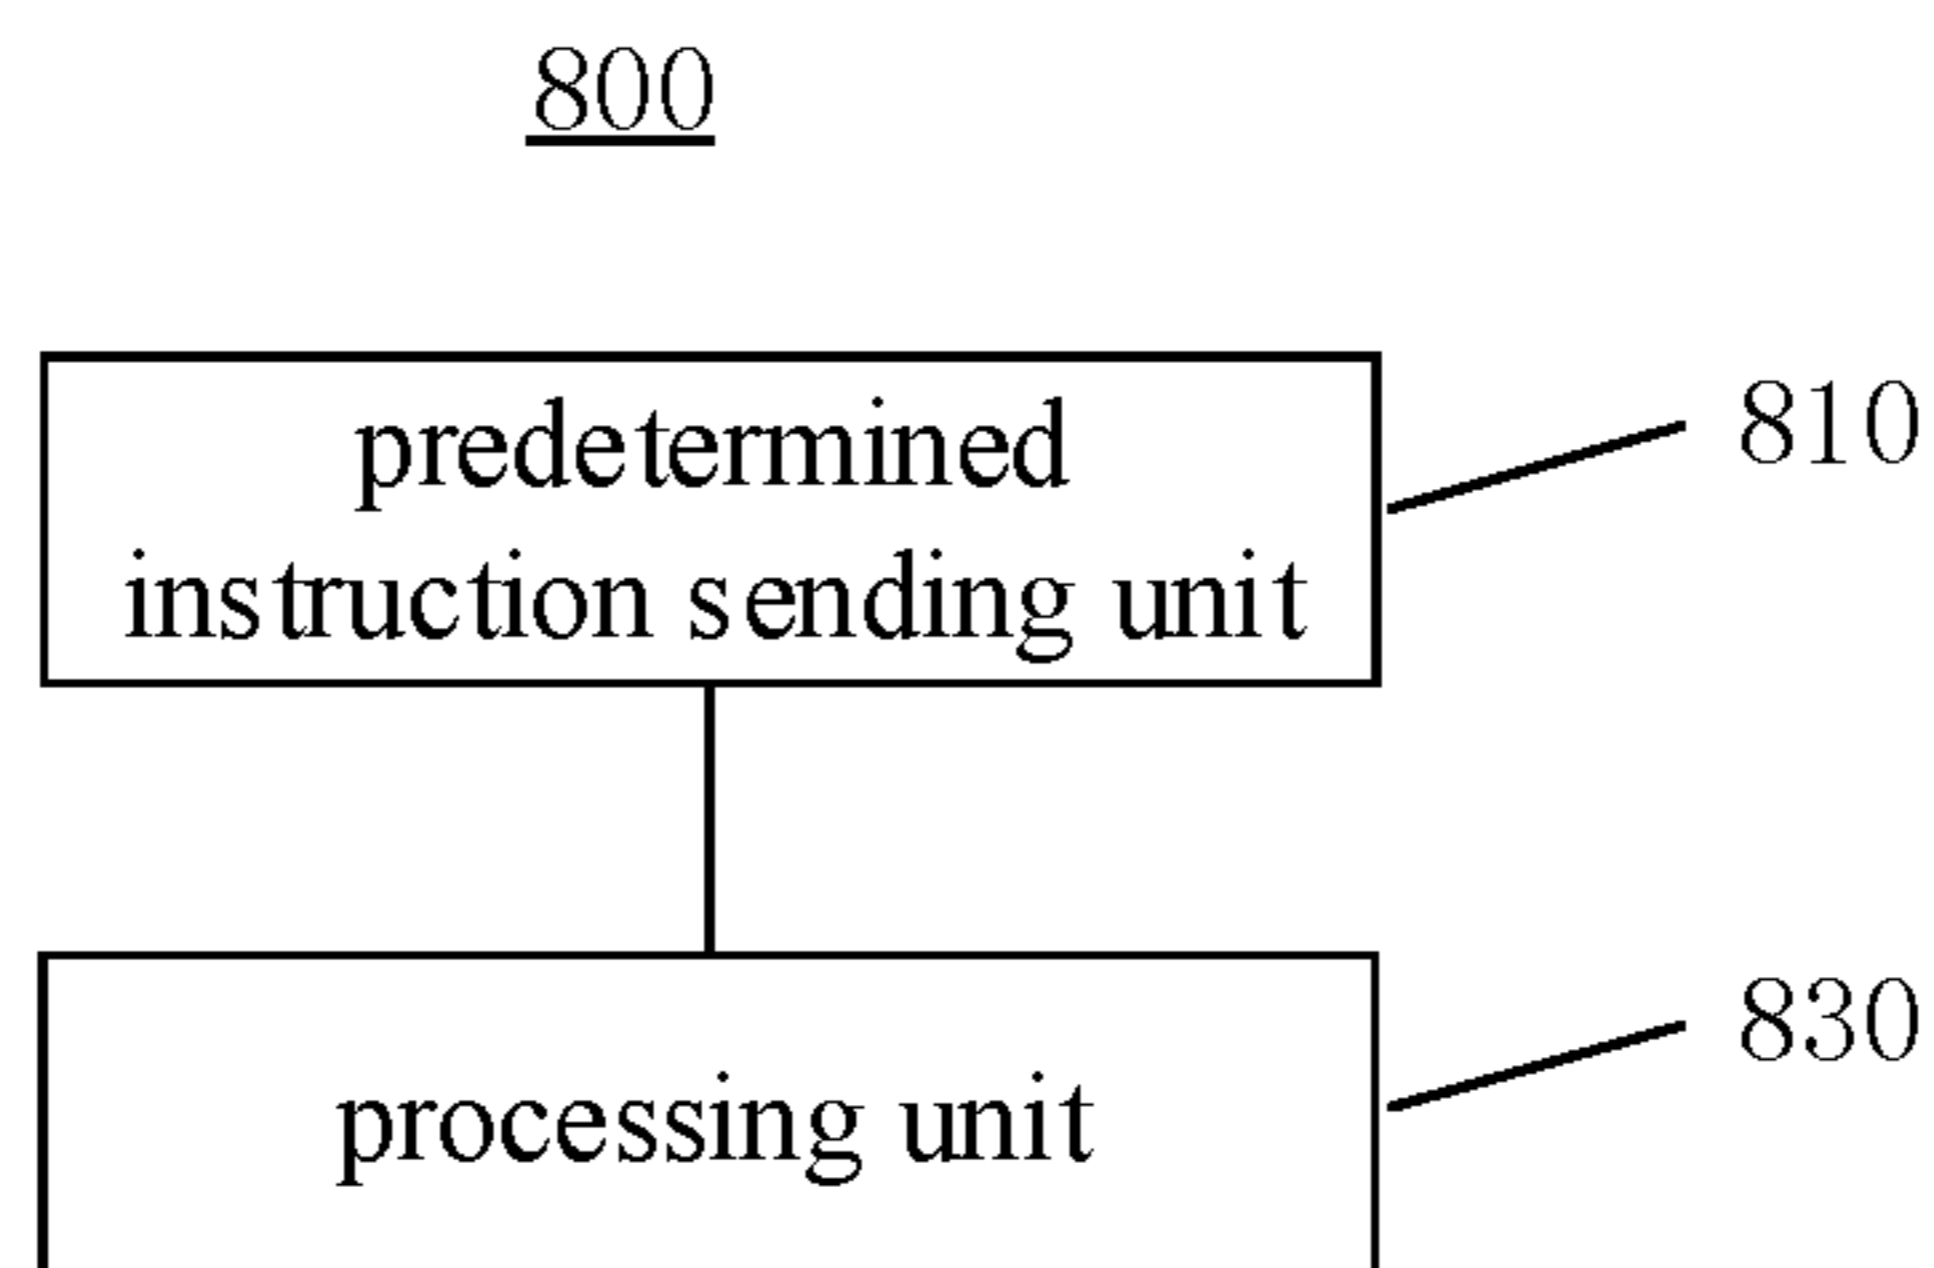 800
predetermined
810
instruction sending unit
830
processing unit